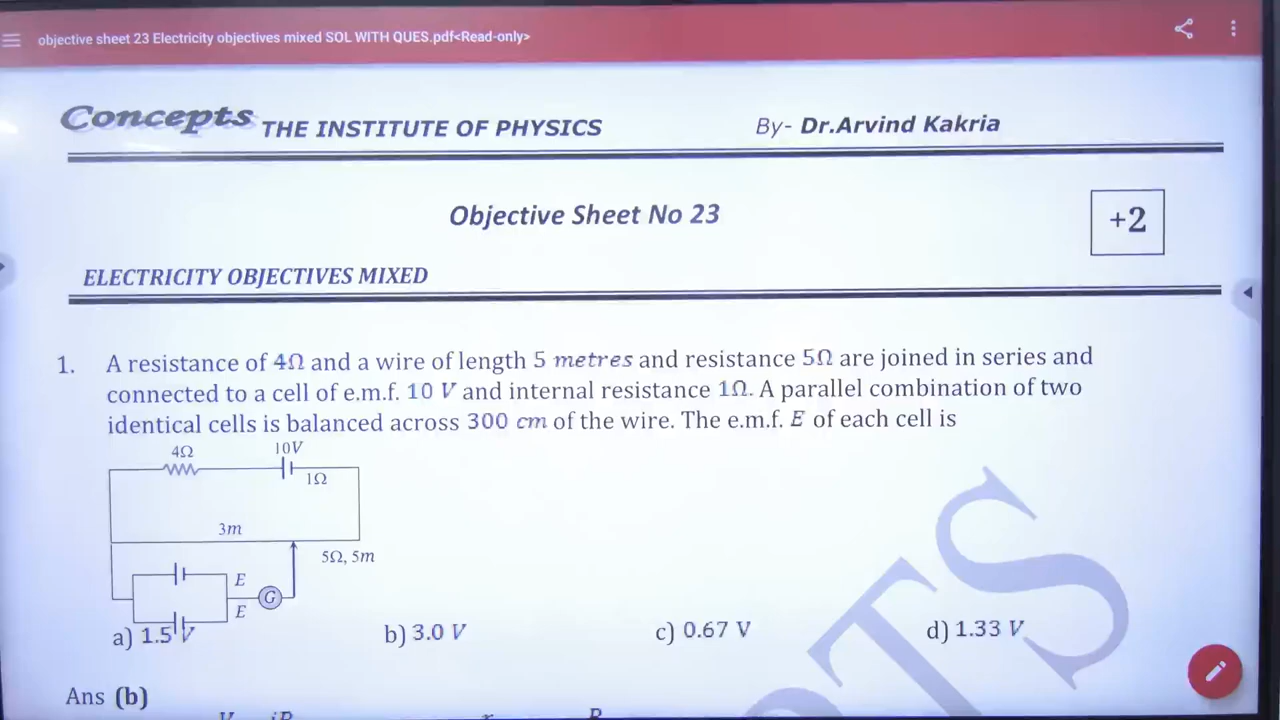 objective sheet 23 Electricity objectives mixed SOL WITH QUES.pdf<Read-only>
Concepts THE INSTITUTE OF PHYSICS By- Dr.Arvind Kakria
Objective Sheet No 23
+2
ELECTRICITY OBJECTIVES MIXED
1. A resistance of 4Ω and a wire of length 5 metres and resistance 5Ω are joined in series and
connected to a cell of e.m.f. 10 V and internal resistance 1Ω. A parallel combination of two
identical cells is balanced across 300 cm of the wire. The e.m.f. E of each cell is
4Ω 10V
1Ω
3m
5Ω, 5m
E
G
E
a) 1.5 V b) 3.0 V c) 0.67 V d) 1.33 V
Ans (b)